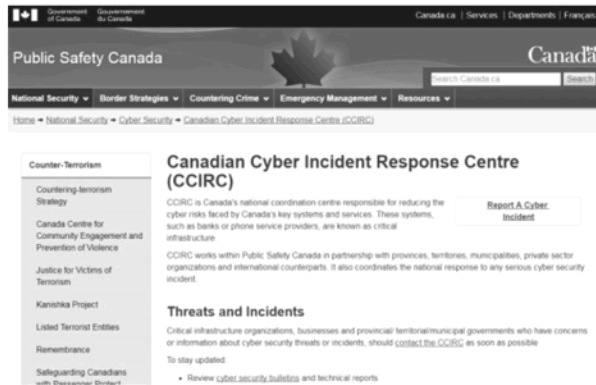 Government of Canada
Gouvernement du Canada
Canada.ca | Services | Departments | Français
Public Safety Canada
Canada
Search Canada.ca
Search
National Security
Border Strategies
Countering Crime
Emergency Management
Resources
Home → National Security → Cyber Security → Canadian Cyber Incident Response Centre (CCIRC)
Counter-Terrorism
Countering-terrorism
Strategy
Canada Centre for
Community Engagement and
Prevention of Violence
Justice for Victims of
Terrorism
Kanishka Project
Listed Terrorist Entities
Remembrance
Safeguarding Canadians
with Passenger Protect
Canadian Cyber Incident Response Centre
(CCIRC)
CCIRC is Canada's national coordination centre responsible for reducing the
cyber risks faced by Canada's key systems and services. These systems,
such as banks or phone service providers, are known as critical
infrastructure.
Report A Cyber
Incident
CCIRC works within Public Safety Canada in partnership with provinces, territories, municipalities, private sector
organizations and international counterparts. It also coordinates the national response to any serious cyber security
incident.
Threats and Incidents
Critical infrastructure organizations, businesses and provincial/territorial/municipal governments who have concerns
or information about cyber security threats or incidents, should contact the CCIRC as soon as possible
To stay updated:
• Review cyber security bulletins and technical reports